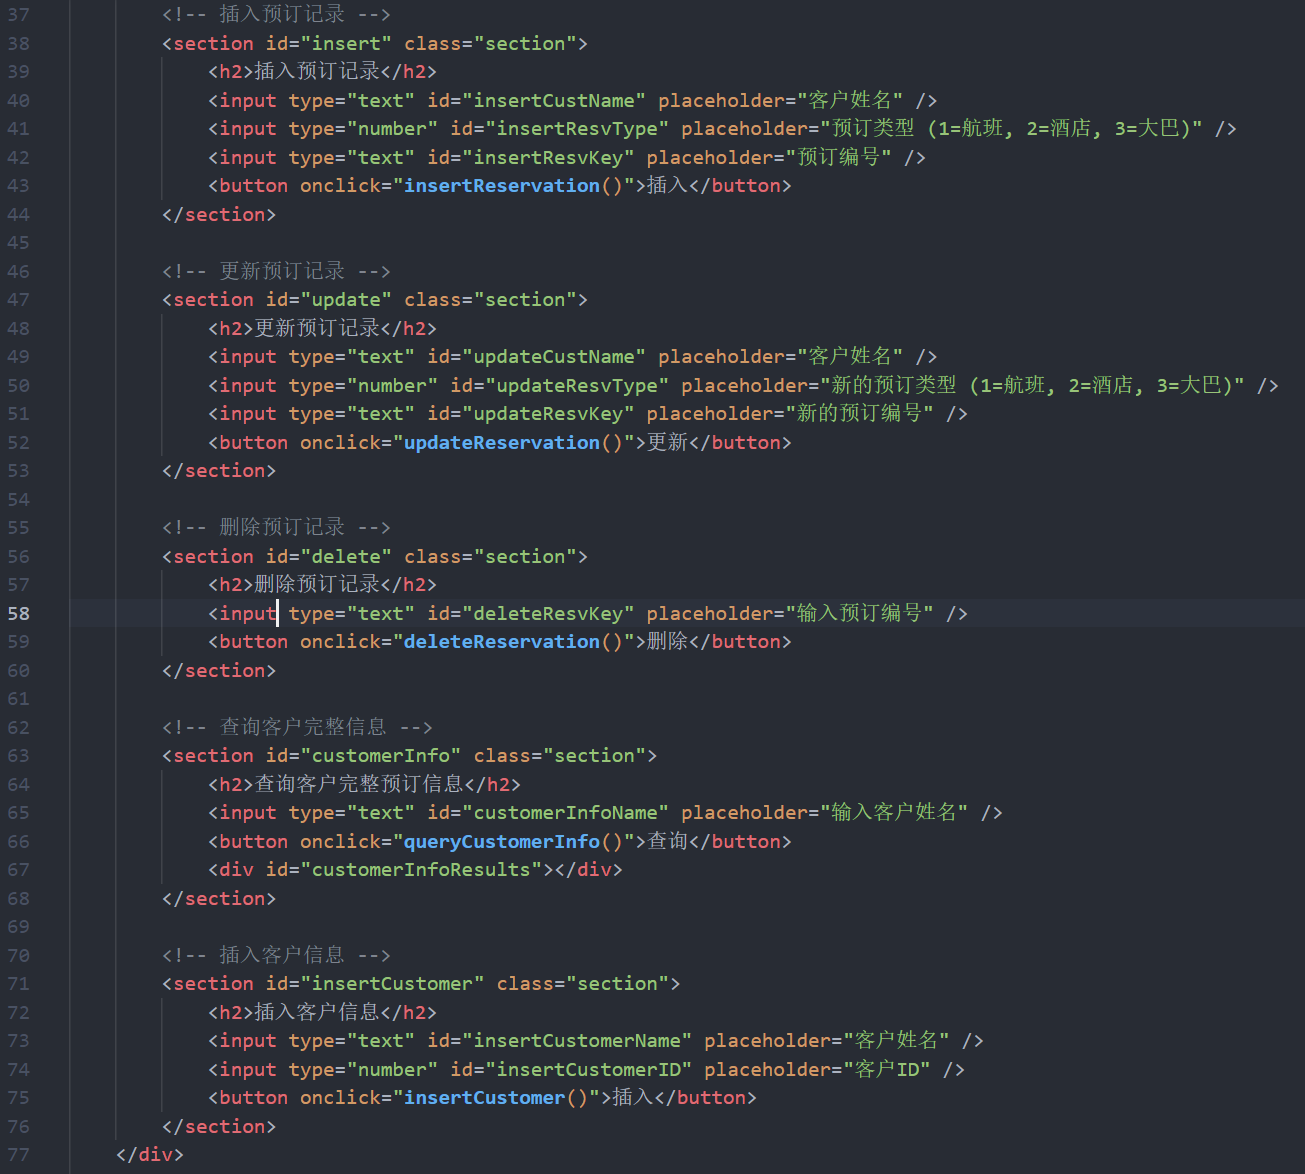 37 <!-- 插入预订记录 -->
38 <section id="insert" class="section">
39 <h2>插入预订记录</h2>
40 <input type="text" id="insertCustName" placeholder="客户姓名" />
41 <input type="number" id="insertResvType" placeholder="预订类型 (1=航班, 2=酒店, 3=大巴)" />
42 <input type="text" id="insertResvKey" placeholder="预订编号" />
43 <button onclick="insertReservation()">插入</button>
44 </section>
45
46 <!-- 更新预订记录 -->
47 <section id="update" class="section">
48 <h2>更新预订记录</h2>
49 <input type="text" id="updateCustName" placeholder="客户姓名" />
50 <input type="number" id="updateResvType" placeholder="新的预订类型 (1=航班, 2=酒店, 3=大巴)" />
51 <input type="text" id="updateResvKey" placeholder="新的预订编号" />
52 <button onclick="updateReservation()">更新</button>
53 </section>
54
55 <!-- 删除预订记录 -->
56 <section id="delete" class="section">
57 <h2>删除预订记录</h2>
58 <input type="text" id="deleteResvKey" placeholder="输入预订编号" />
59 <button onclick="deleteReservation()">删除</button>
60 </section>
61
62 <!-- 查询客户完整信息 -->
63 <section id="customerInfo" class="section">
64 <h2>查询客户完整预订信息</h2>
65 <input type="text" id="customerInfoName" placeholder="输入客户姓名" />
66 <button onclick="queryCustomerInfo()">查询</button>
67 <div id="customerInfoResults"></div>
68 </section>
69
70 <!-- 插入客户信息 -->
71 <section id="insertCustomer" class="section">
72 <h2>插入客户信息</h2>
73 <input type="text" id="insertCustomerName" placeholder="客户姓名" />
74 <input type="number" id="insertCustomerID" placeholder="客户ID" />
75 <button onclick="insertCustomer()">插入</button>
76 </section>
77 </div>